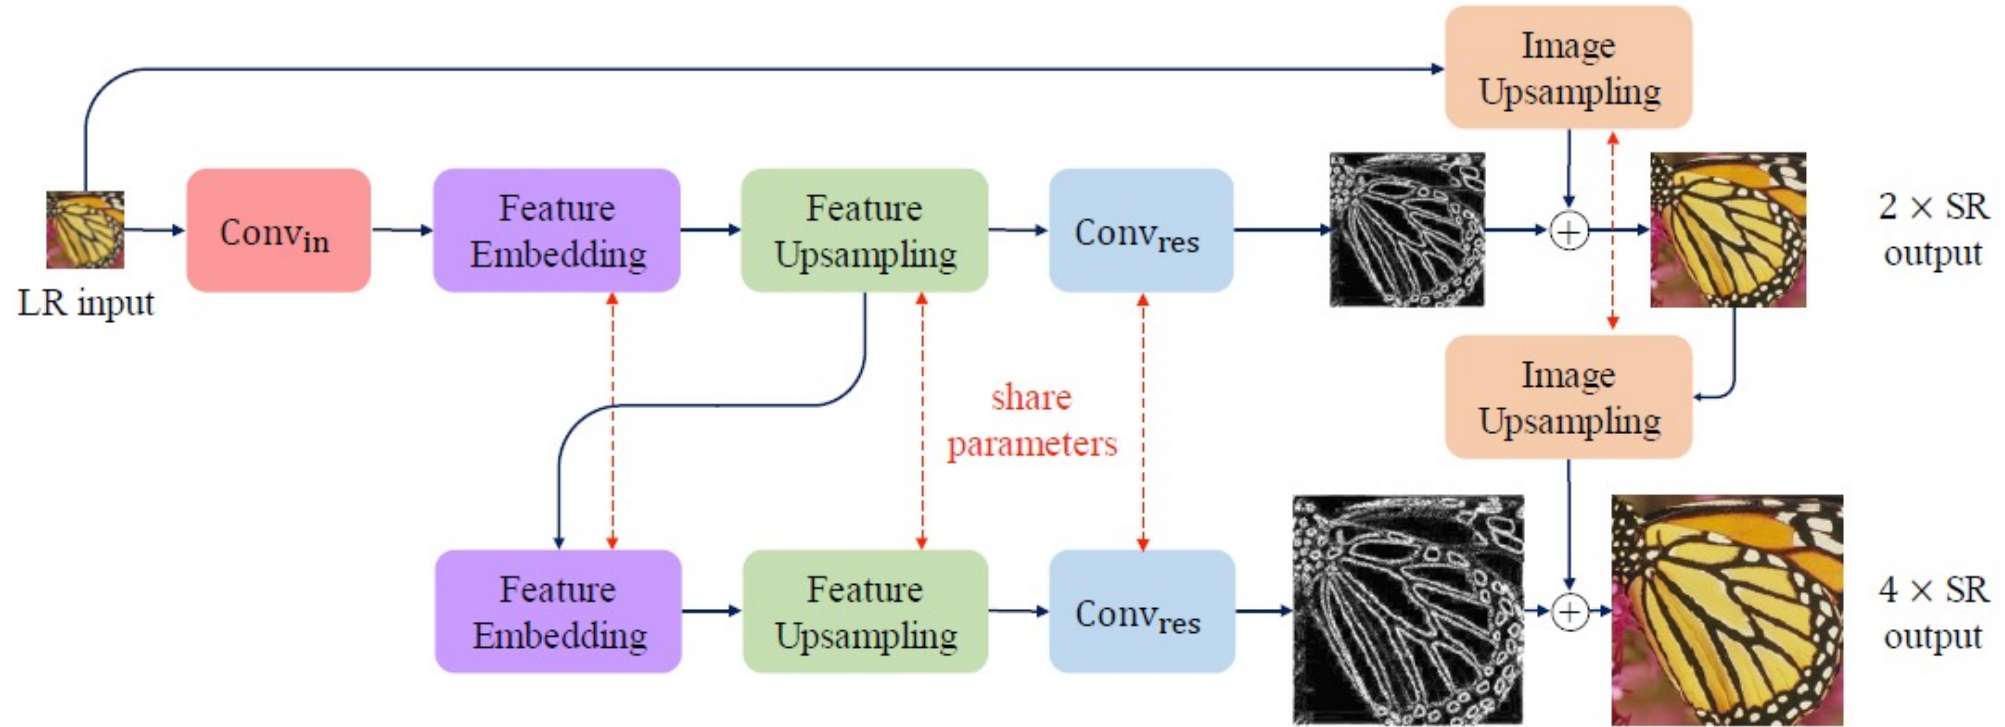 Image
Upsampling
LR input
Conv_in
Feature
Embedding
Feature
Upsampling
Conv_res
2 × SR
output
share
parameters
Image
Upsampling
Feature
Embedding
Feature
Upsampling
Conv_res
4 × SR
output